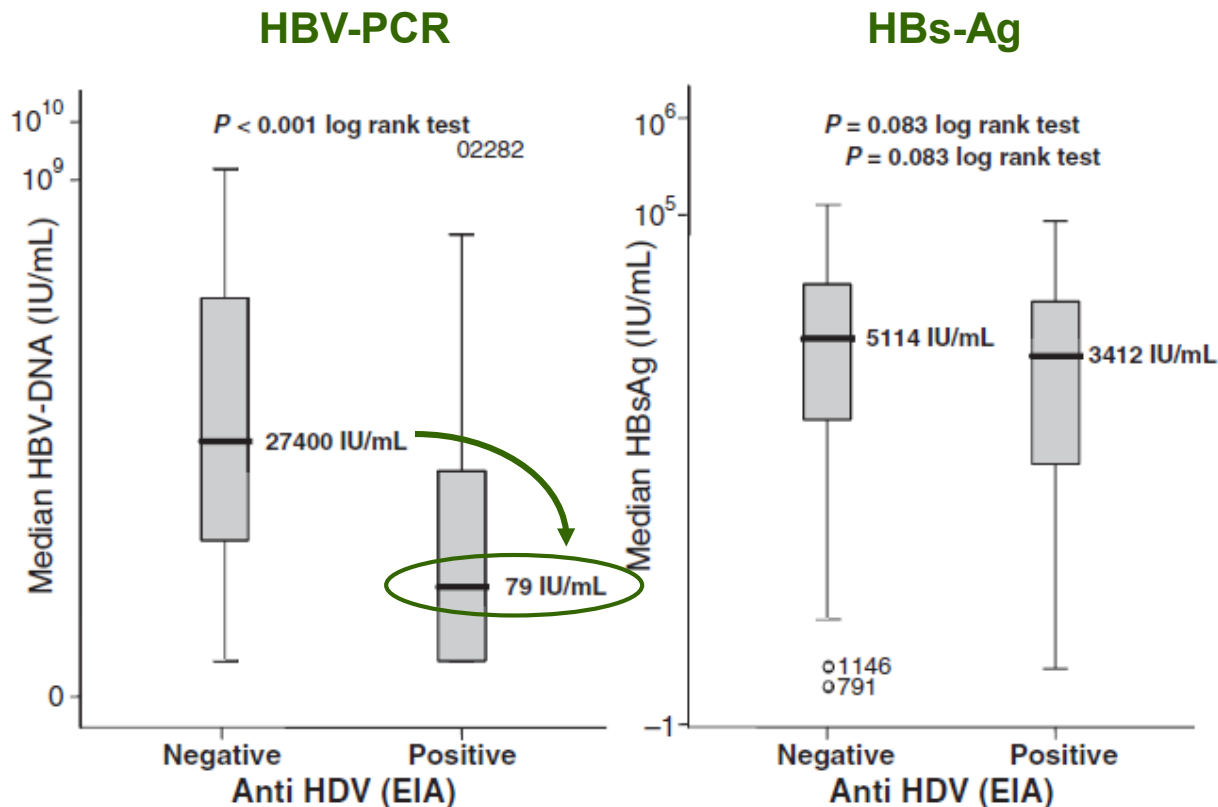 HBV-PCR
Median HBV-DNA (IU/mL)
10^10
10^9
0
P < 0.001 log rank test
02282
27400 IU/mL
79 IU/mL
Negative
Positive
Anti HDV (EIA)
HBs-Ag
Median HBsAg (IU/mL)
10^6
10^5
–1
P = 0.083 log rank test
P = 0.083 log rank test
5114 IU/mL
3412 IU/mL
1146
791
Negative
Positive
Anti HDV (EIA)